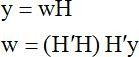 y = wH
w = (H'H) H'y